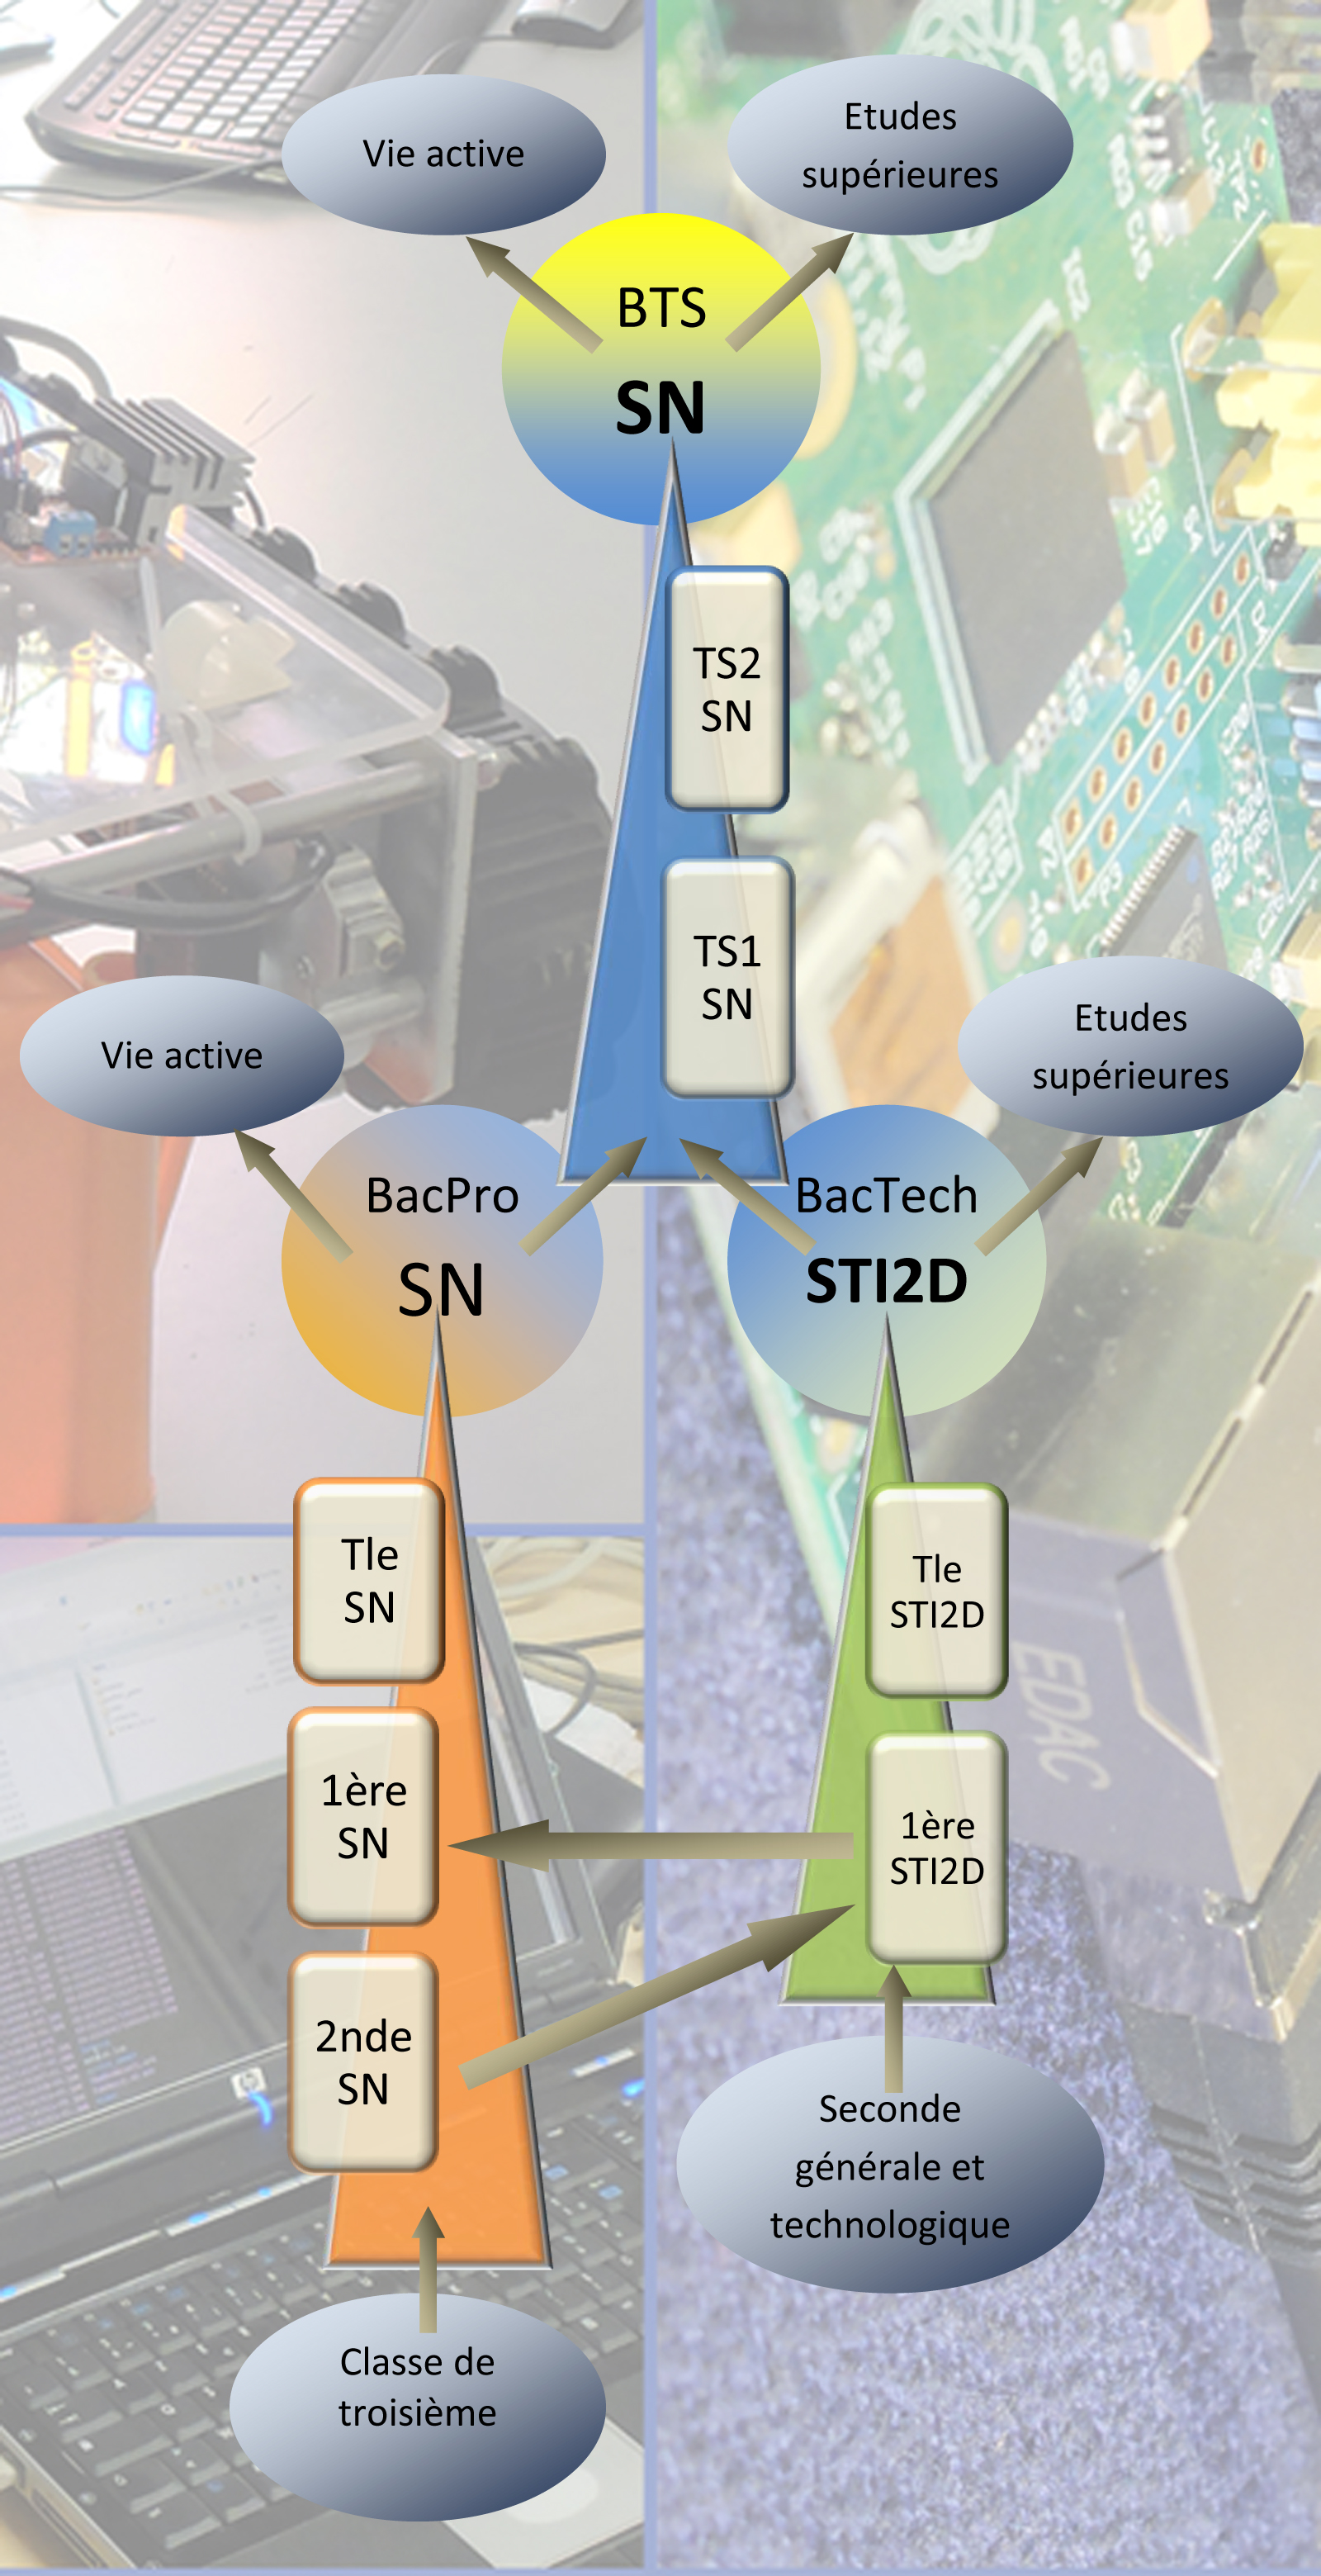 Vie active
Etudes
supérieures
BTS
SN
TS2
SN
TS1
SN
Vie active
Etudes
supérieures
BacPro
SN
BacTech
STI2D
Tle
SN
Tle
STI2D
1ère
SN
1ère
STI2D
EDAC
2nde
SN
Seconde
générale et
technologique
Classe de
troisième